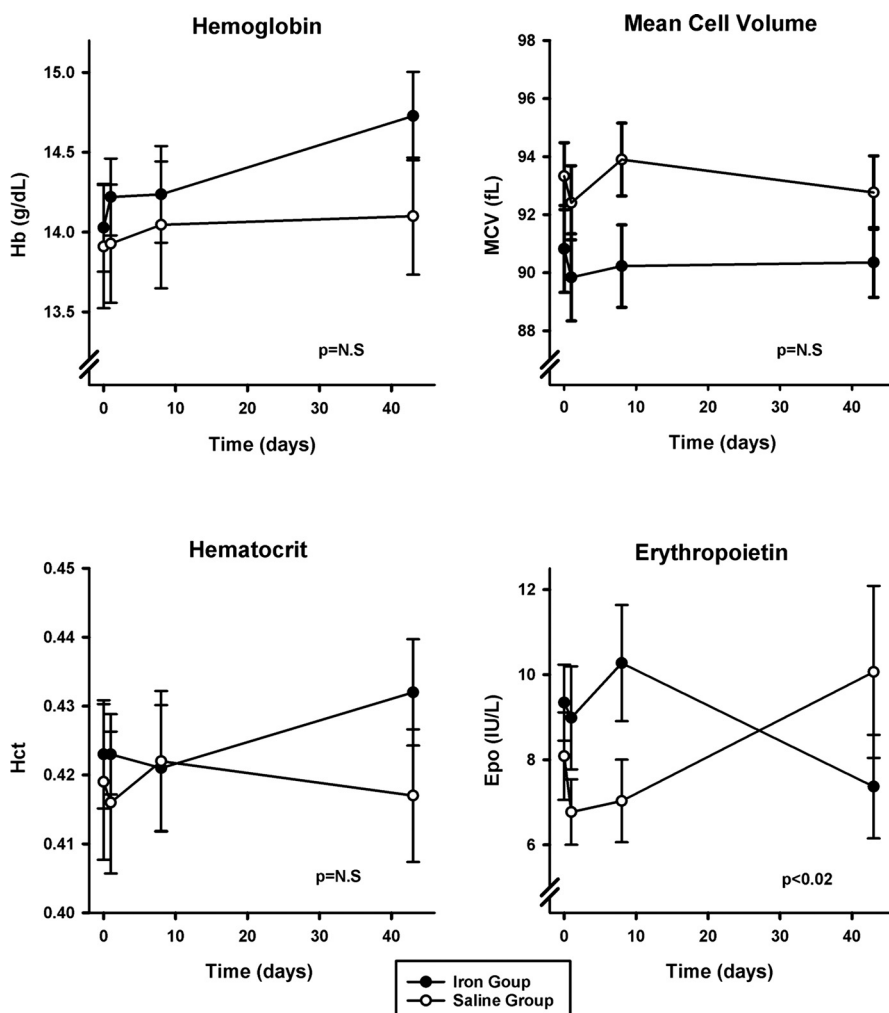 Hemoglobin
15.0
14.5
14.0
13.5
Hb (g/dL)
p=N.S
0 10 20 30 40
Time (days)
Mean Cell Volume
98
96
94
92
90
88
MCV (fL)
p=N.S
0 10 20 30 40
Time (days)
Hematocrit
0.45
0.44
0.43
0.42
0.41
0.40
Hct
p=N.S
0 10 20 30 40
Time (days)
Erythropoietin
12
10
8
6
Epo (IU/L)
p<0.02
0 10 20 30 40
Time (days)
Iron Goup
Saline Group